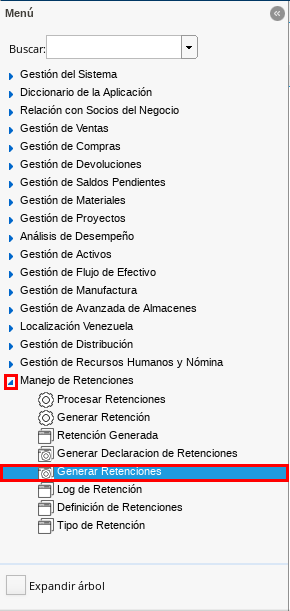 Menú
Buscar:
Gestión del Sistema
Diccionario de la Aplicación
Relación con Socios del Negocio
Gestión de Ventas
Gestión de Compras
Gestión de Devoluciones
Gestión de Saldos Pendientes
Gestión de Materiales
Gestión de Proyectos
Análisis de Desempeño
Gestión de Activos
Gestión de Flujo de Efectivo
Gestión de Manufactura
Gestión de Avanzada de Almacenes
Localización Venezuela
Gestión de Distribución
Gestión de Recursos Humanos y Nómina
Manejo de Retenciones
Procesar Retenciones
Generar Retención
Retención Generada
Generar Declaracion de Retenciones
Generar Retenciones
Log de Retención
Definición de Retenciones
Tipo de Retención
Expandir árbol